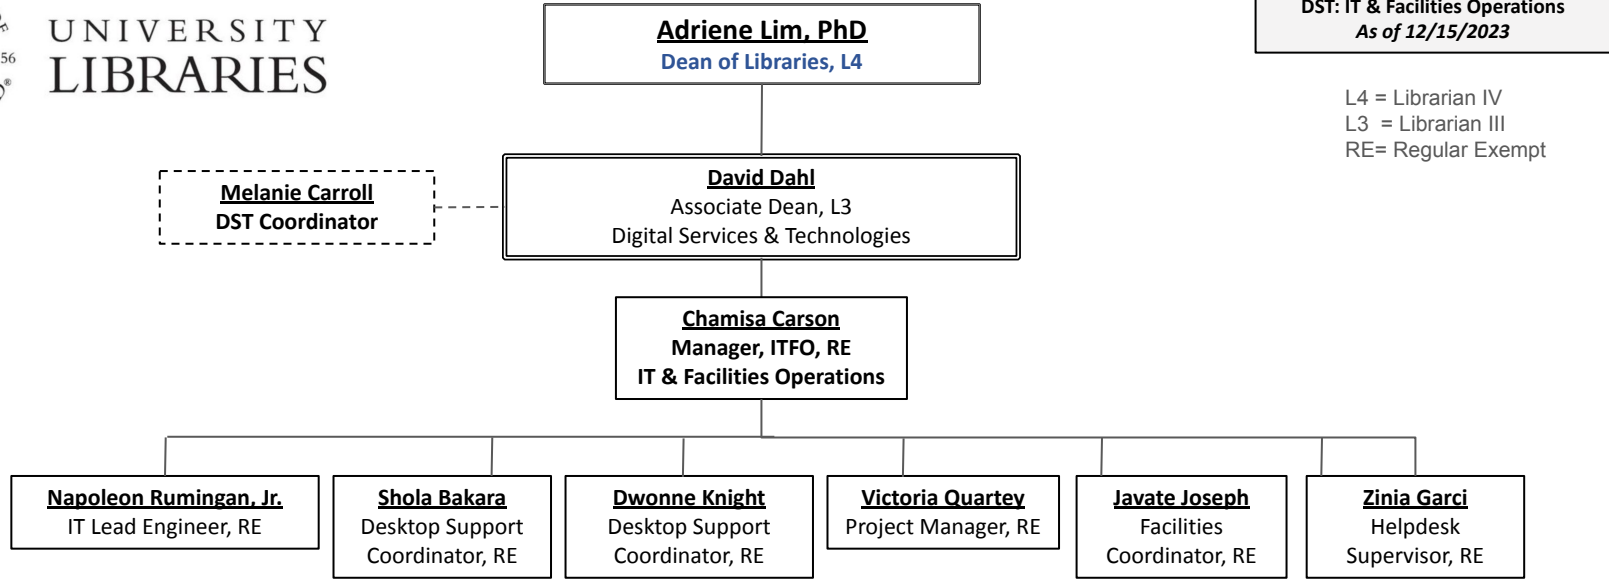 56
UNIVERSITY
LIBRARIES
Adriene Lim, PhD
Dean of Libraries, L4
DST: IT & Facilities Operations
As of 12/15/2023
L4 = Librarian IV
L3 = Librarian III
RE= Regular Exempt
Melanie Carroll
DST Coordinator
David Dahl
Associate Dean, L3
Digital Services & Technologies
Chamisa Carson
Manager, ITFO, RE
IT & Facilities Operations
Napoleon Rumingan, Jr.
IT Lead Engineer, RE
Shola Bakara
Desktop Support
Coordinator, RE
Dwonne Knight
Desktop Support
Coordinator, RE
Victoria Quartey
Project Manager, RE
Javate Joseph
Facilities
Coordinator, RE
Zinia Garci
Helpdesk
Supervisor, RE